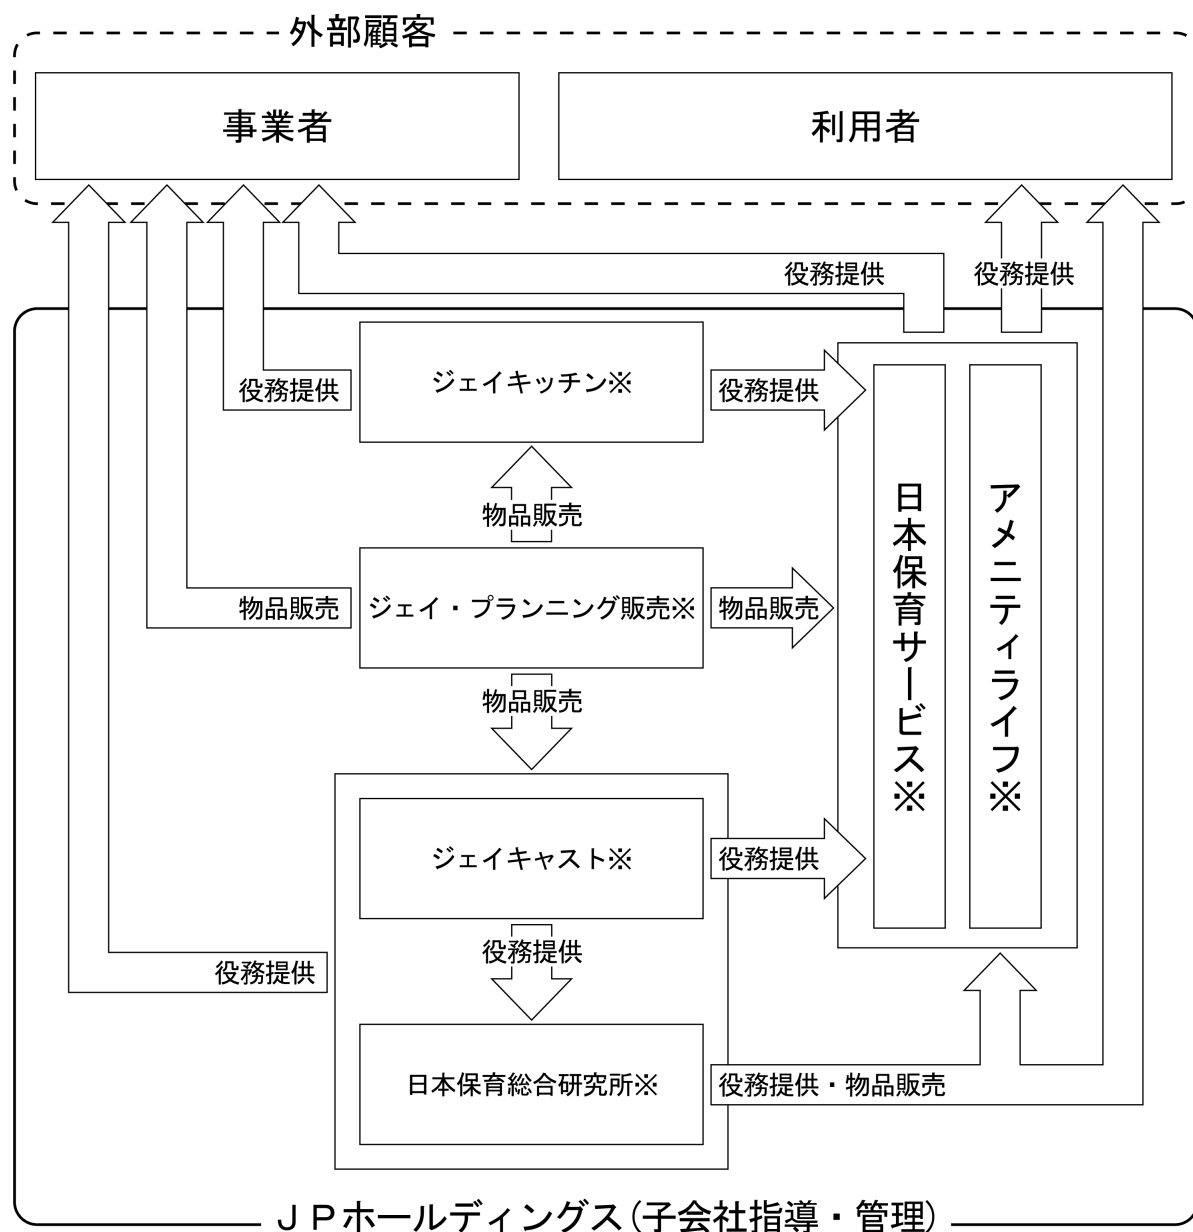 外部顧客
事業者
利用者
役務提供
役務提供
ジェイキッチン※
役務提供
役務提供
物品販売
ジェイ・プランニング販売※
物品販売
物品販売
物品販売
日本保育サービス※
アメニティライフ※
ジェイキャスト※
役務提供
役務提供
役務提供
日本保育総合研究所※
役務提供・物品販売
JPホールディングス(子会社指導・管理)